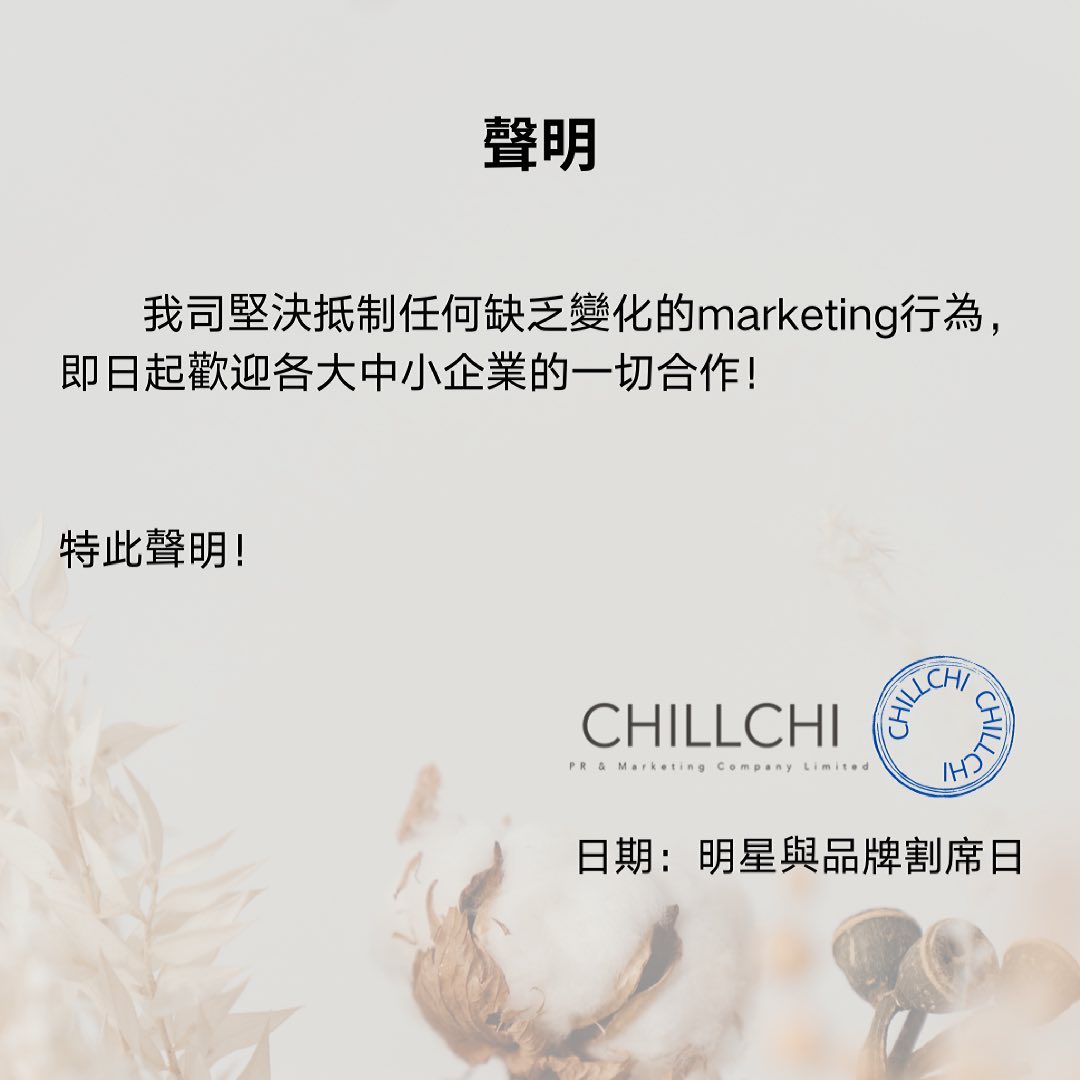 聲明
我司堅決抵制任何缺乏變化的marketing行為，
即日起歡迎各大中小企業的一切合作！
特此聲明！
CHILLCHI
PR & Marketing Company Limited
CHILLCHI CHILLCHI
日期：明星與品牌割席日